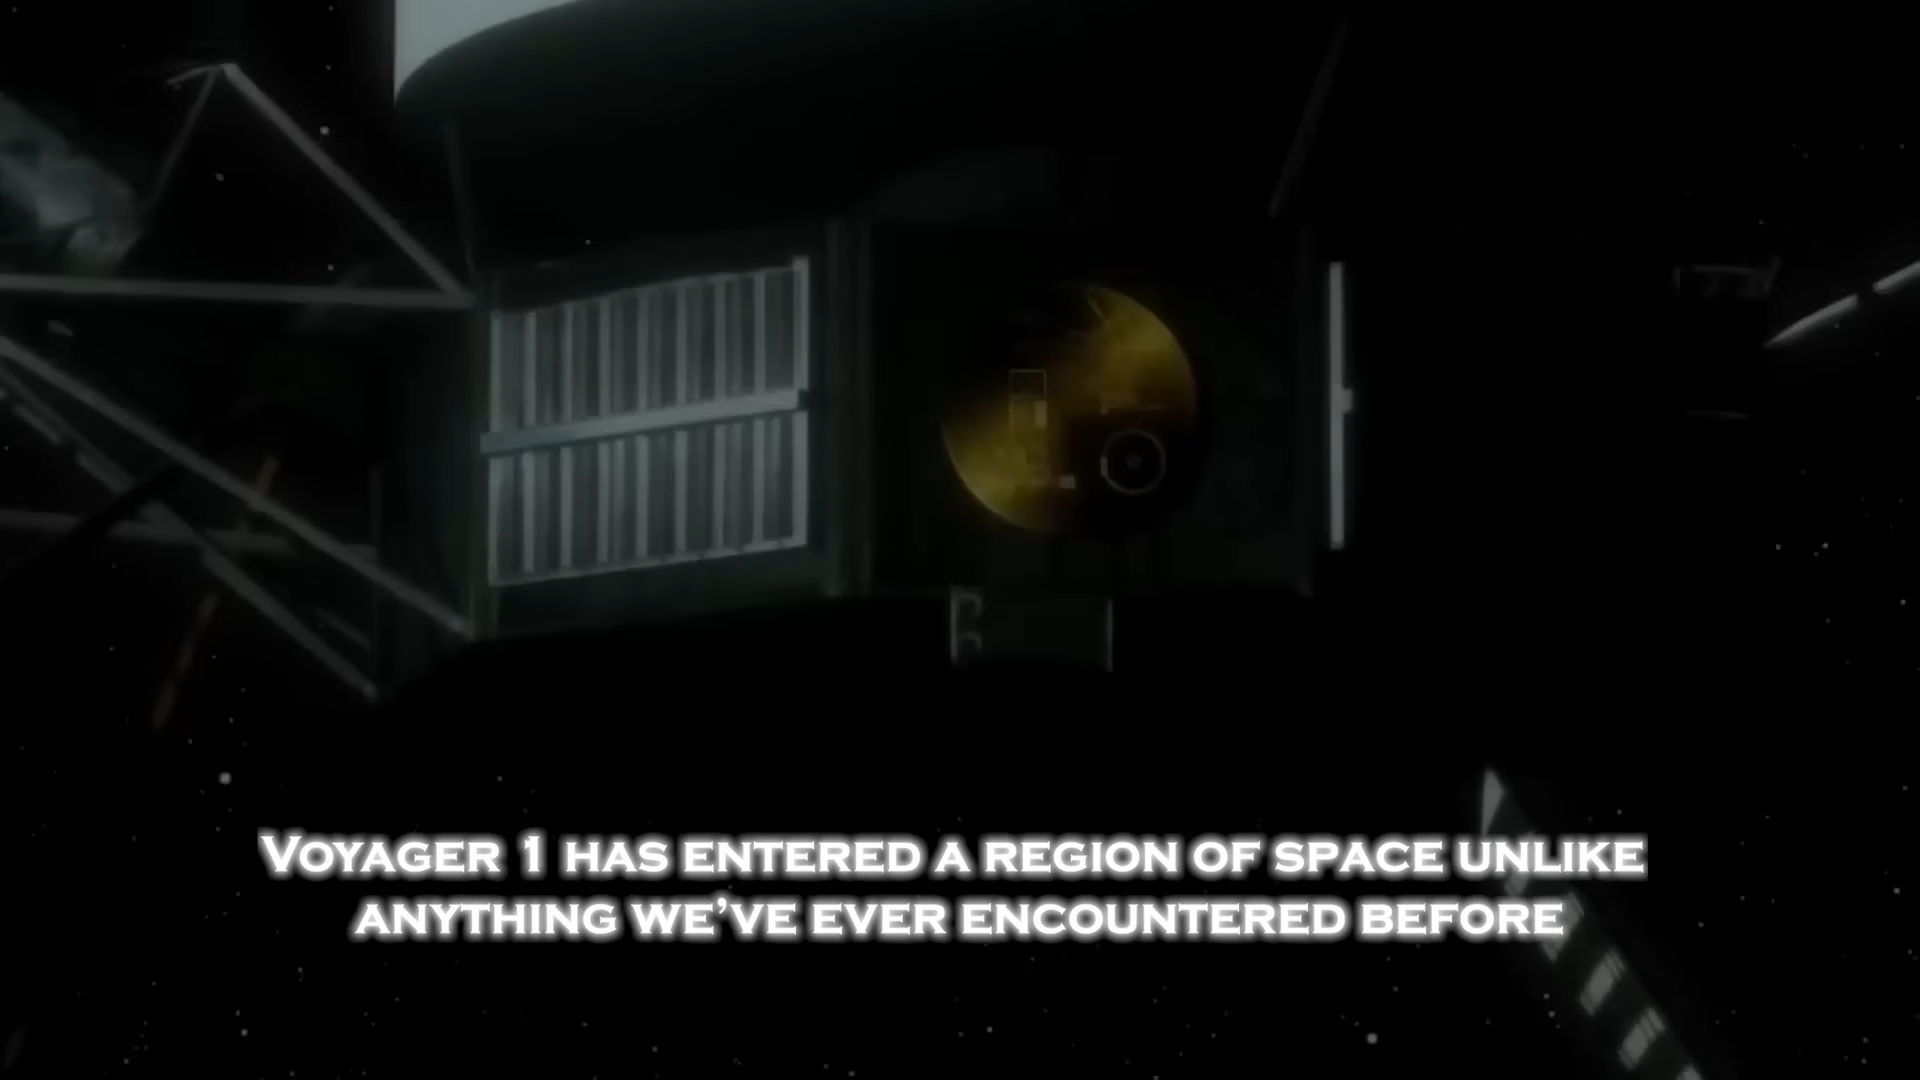 Voyager 1 has entered a region of space unlike
anything we’ve ever encountered before